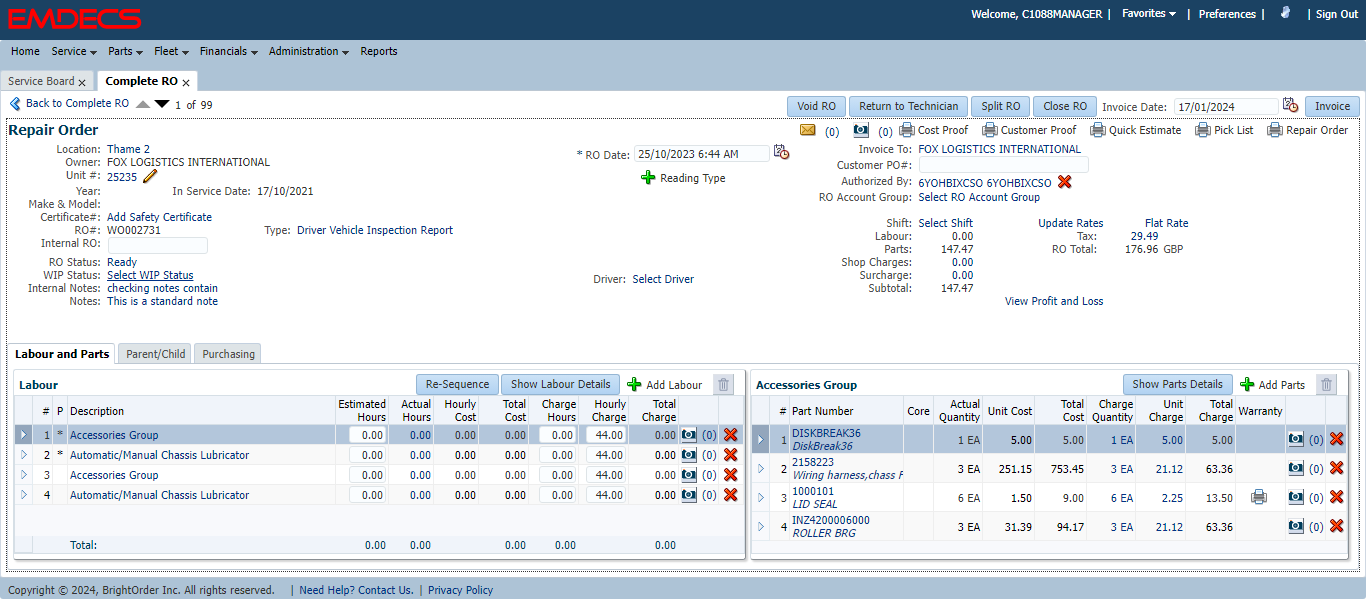 EMDECS
Welcome, C1088MANAGER | Favorites | Preferences | | Sign Out
Home Service Parts Fleet Financials Administration Reports
Service Board x Complete RO x
Back to Complete RO 1 of 99 Void RO Return to Technician Split RO Close RO Invoice Date: 17/01/2024 Invoice
Repair Order (0) (0) Cost Proof Customer Proof Quick Estimate Pick List Repair Order
Location: Thame 2 * RO Date: 25/10/2023 6:44 AM Invoice To: FOX LOGISTICS INTERNATIONAL
Owner: FOX LOGISTICS INTERNATIONAL Customer PO#:
Unit #: 25235 Reading Type Authorized By: 6YOHBIXCSO 6YOHBIXCSO
Year: In Service Date: 17/10/2021 RO Account Group: Select RO Account Group
Make & Model:
Certificate#: Add Safety Certificate Shift: Select Shift Update Rates Flat Rate
RO#: WO002731 Type: Driver Vehicle Inspection Report Labour: 0.00 Tax: 29.49
Internal RO: Parts: 147.47 RO Total: 176.96 GBP
RO Status: Ready Shop Charges: 0.00
WIP Status: Select WIP Status Driver: Select Driver Surcharge: 0.00
Internal Notes: checking notes contain Subtotal: 147.47
Notes: This is a standard note View Profit and Loss
Labour and Parts Parent/Child Purchasing
Labour Re-Sequence Show Labour Details Add Labour
# P Description Estimated Hours Actual Hours Hourly Cost Total Cost Charge Hours Hourly Charge Total Charge
1 * Accessories Group 0.00 0.00 0.00 0.00 0.00 44.00 0.00 (0)
2 * Automatic/Manual Chassis Lubricator 0.00 0.00 0.00 0.00 0.00 44.00 0.00 (0)
3 Accessories Group 0.00 0.00 0.00 0.00 0.00 44.00 0.00 (0)
4 Automatic/Manual Chassis Lubricator 0.00 0.00 0.00 0.00 0.00 44.00 0.00 (0)
Total: 0.00 0.00 0.00 0.00 0.00
Accessories Group Show Parts Details Add Parts
# Part Number Core Actual Quantity Unit Cost Total Cost Charge Quantity Unit Charge Total Charge Warranty
1 DISKBREAK36 1 EA 5.00 5.00 1 EA 5.00 5.00 (0)
DiskBreak36
2 2158223 3 EA 251.15 753.45 3 EA 21.12 63.36 (0)
Wiring harness,chass F
3 1000101 6 EA 1.50 9.00 6 EA 2.25 13.50 (0)
LID SEAL
4 INZ4200006000 3 EA 31.39 94.17 3 EA 21.12 63.36 (0)
ROLLER BRG
Copyright © 2024, BrightOrder Inc. All rights reserved. | Need Help? Contact Us. | Privacy Policy